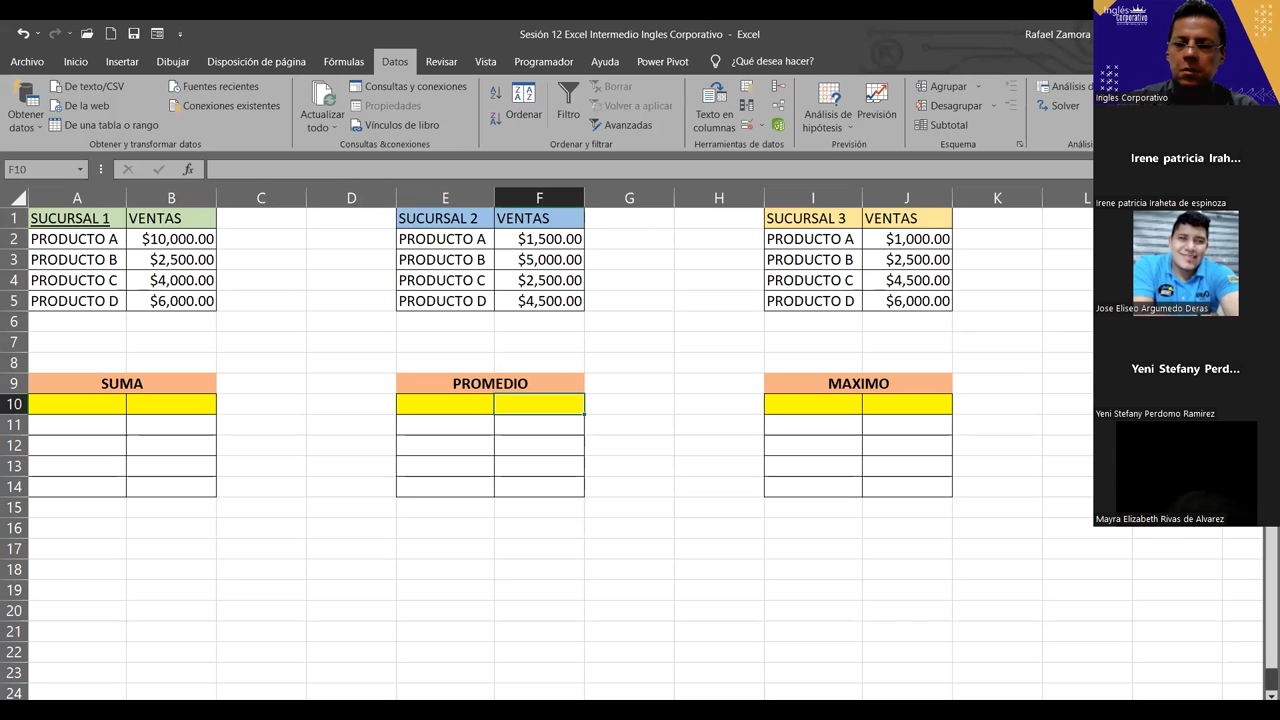 Sesión 12 Excel Intermedio Ingles Corporativo - Excel
Rafael Zamora
Archivo Inicio Insertar Dibujar Disposición de página Fórmulas Datos Revisar Vista Programador Ayuda Power Pivot ¿Qué desea hacer?
Obtener datos
De texto/CSV
De la web
De una tabla o rango
Fuentes recientes
Conexiones existentes
Obtener y transformar datos
Actualizar todo
Consultas y conexiones
Propiedades
Vínculos de libro
Consultas &conexiones
Ordenar
Filtro
Borrar
Volver a aplicar
Avanzadas
Ordenar y filtrar
Texto en columnas
Herramientas de datos
Análisis de hipótesis
Previsión
Previsión
Agrupar
Desagrupar
Subtotal
Esquema
Análisis d
Solver
Anális
F10
fx
A B C D E F G H I J K L
1 SUCURSAL 1 VENTAS SUCURSAL 2 VENTAS SUCURSAL 3 VENTAS
2 PRODUCTO A $10,000.00 PRODUCTO A $1,500.00 PRODUCTO A $1,000.00
3 PRODUCTO B $2,500.00 PRODUCTO B $5,000.00 PRODUCTO B $2,500.00
4 PRODUCTO C $4,000.00 PRODUCTO C $2,500.00 PRODUCTO C $4,500.00
5 PRODUCTO D $6,000.00 PRODUCTO D $4,500.00 PRODUCTO D $6,000.00
6
7
8
9 SUMA PROMEDIO MAXIMO
10
11
12
13
14
15
16
17
18
19
20
21
22
23
24
Inglés
Corporativo
Ingles Corporativo
Irene patricia Irah...
Irene patricia Iraheta de espinoza
Jose Eliseo Argumedo Deras
Yeni Stefany Perd...
Yeni Stefany Perdomo Ramirez
Mayra Elizabeth Rivas de Alvarez